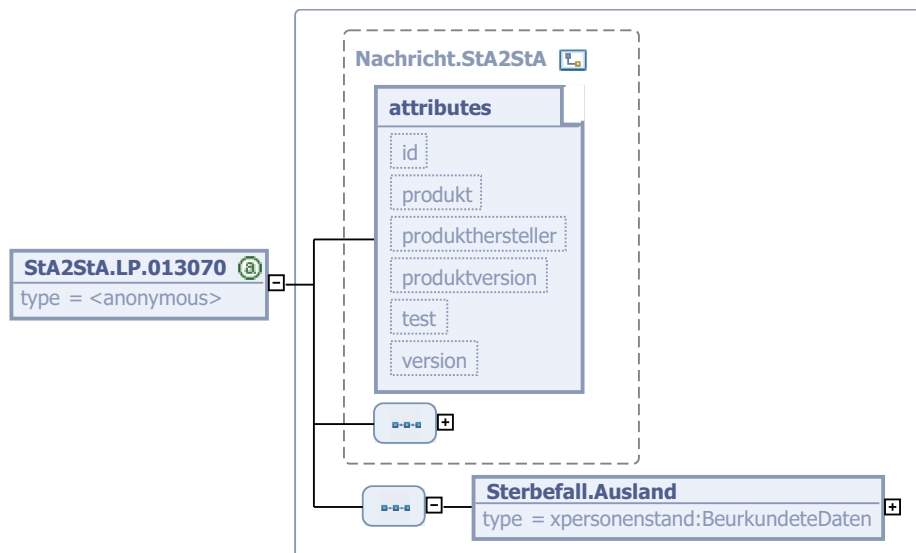 Nachricht.StA2StA
attributes
id
produkt
produkthersteller
produktversion
test
version
StA2StA.LP.013070 @
type = <anonymous>
Sterbefall.Ausland
type = xpersonenstand:BeurkundeteDaten